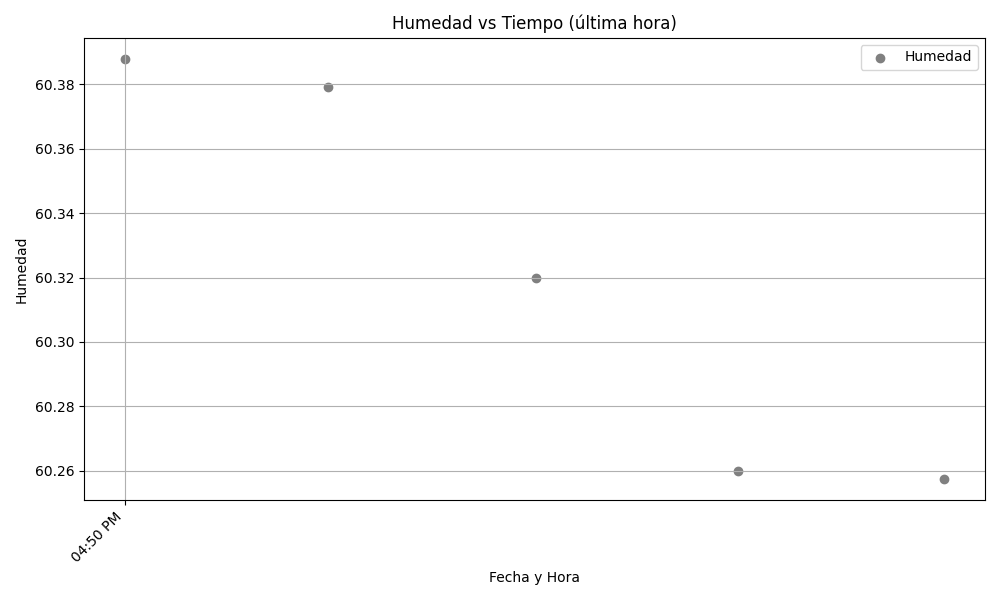 Humedad vs Tiempo (última hora)
Humedad
60.38
60.36
60.34
60.32
60.30
60.28
60.26
Humedad
04:50 PM
Fecha y Hora